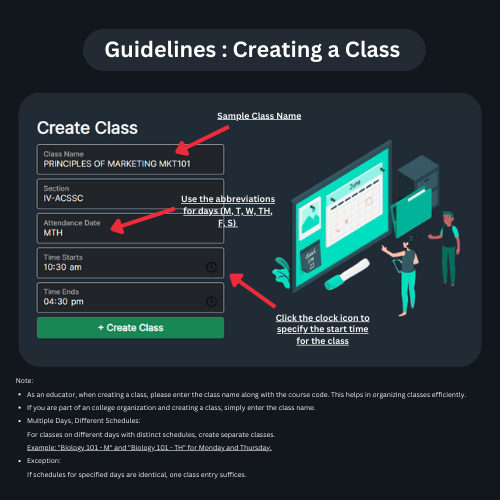 Guidelines : Creating a Class
Sample Class Name
Create Class
Class Name
PRINCIPLES OF MARKETING MKT101
Section
IV-ACSSC
Use the abbreviations
for days (M, T, W, TH,
F, S)
Attendance Date
MTH
Time Starts
10:30 am
Time Ends
04:30 pm
+ Create Class
June
Click the clock icon to
specify the start time
for the class
Note:
• As an educator, when creating a class, please enter the class name along with the course code. This helps in organizing classes efficiently.
• If you are part of an college organization and creating a class, simply enter the class name.
• Multiple Days, Different Schedules:
For classes on different days with distinct schedules, create separate classes.
Example: "Biology 101 - M" and "Biology 101 - TH" for Monday and Thursday.
• Exception:
If schedules for specified days are identical, one class entry suffices.